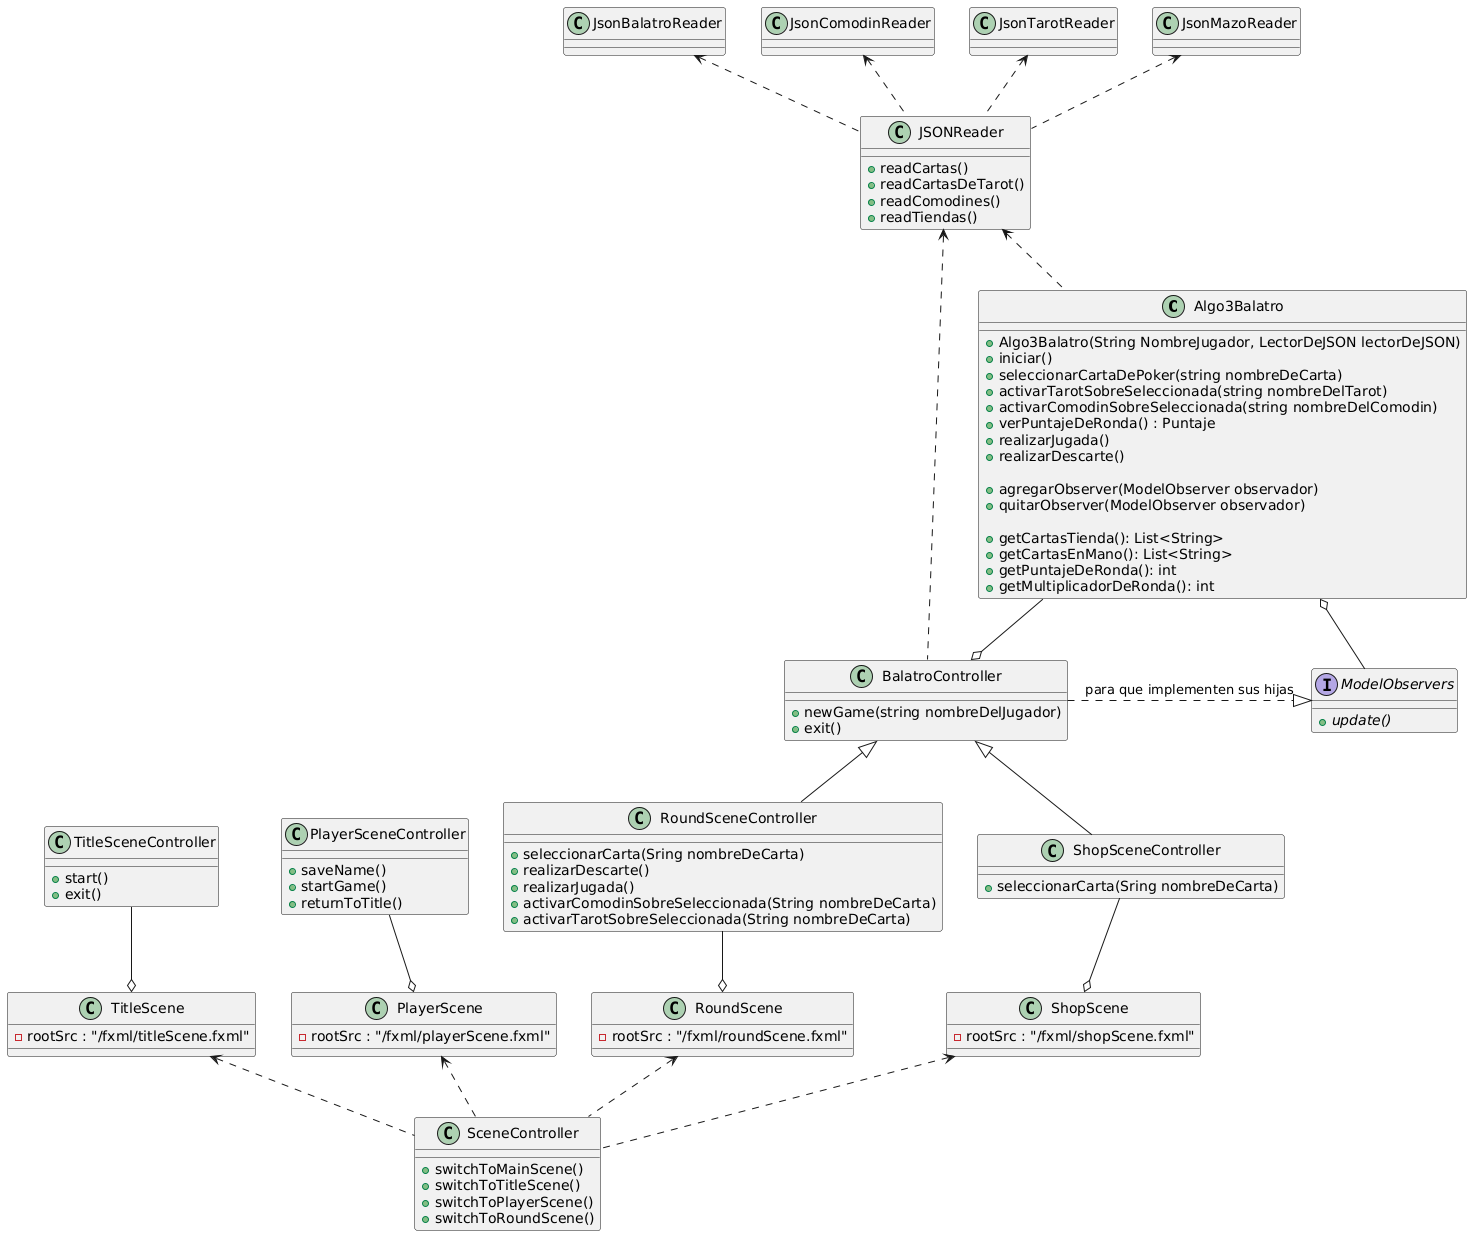 JsonBalatroReader
JsonComodinReader
JsonTarotReader
JsonMazoReader
JSONReader
readCartas()
readCartasDeTarot()
readComodines()
readTiendas()
Algo3Balatro
Algo3Balatro(String NombreJugador, LectorDeJSON lectorDeJSON)
iniciar()
seleccionarCartaDePoker(string nombreDeCarta)
activarTarotSobreSeleccionada(string nombreDelTarot)
activarComodinSobreSeleccionada(string nombreDelComodin)
verPuntajeDeRonda() : Puntaje
realizarJugada()
realizarDescarte()
agregarObserver(ModelObserver observador)
quitarObserver(ModelObserver observador)
getCartasTienda(): List<String>
getCartasEnMano(): List<String>
getPuntajeDeRonda(): int
getMultiplicadorDeRonda(): int
BalatroController
newGame(string nombreDelJugador)
exit()
para que implementen sus hijas
ModelObservers
update()
TitleSceneController
start()
exit()
PlayerSceneController
saveName()
startGame()
returnToTitle()
RoundSceneController
seleccionarCarta(Sring nombreDeCarta)
realizarDescarte()
realizarJugada()
activarComodinSobreSeleccionada(String nombreDeCarta)
activarTarotSobreSeleccionada(String nombreDeCarta)
ShopSceneController
seleccionarCarta(Sring nombreDeCarta)
TitleScene
rootSrc : "/fxml/titleScene.fxml"
PlayerScene
rootSrc : "/fxml/playerScene.fxml"
RoundScene
rootSrc : "/fxml/roundScene.fxml"
ShopScene
rootSrc : "/fxml/shopScene.fxml"
SceneController
switchToMainScene()
switchToTitleScene()
switchToPlayerScene()
switchToRoundScene()